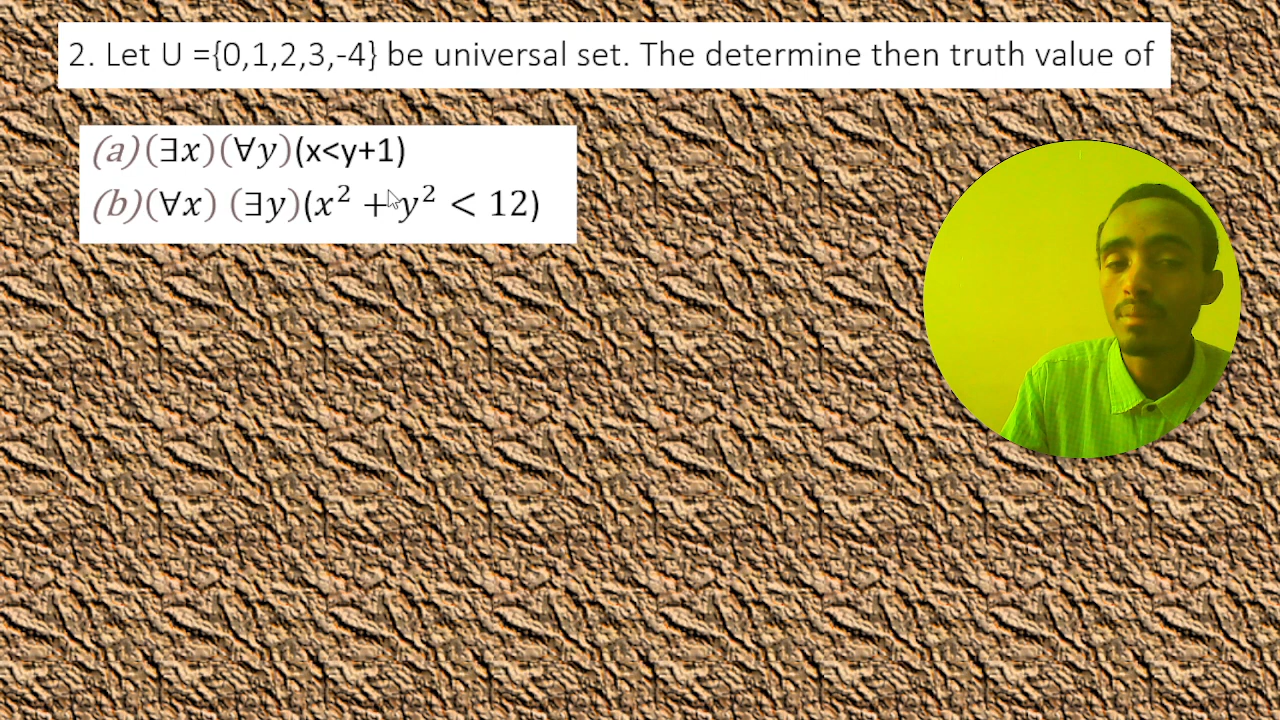 2. Let U ={0,1,2,3,-4} be universal set. The determine then truth value of
(a)(∃x)(∀y)(x<y+1)
(b)(∀x) (∃y)(x² + y² < 12)